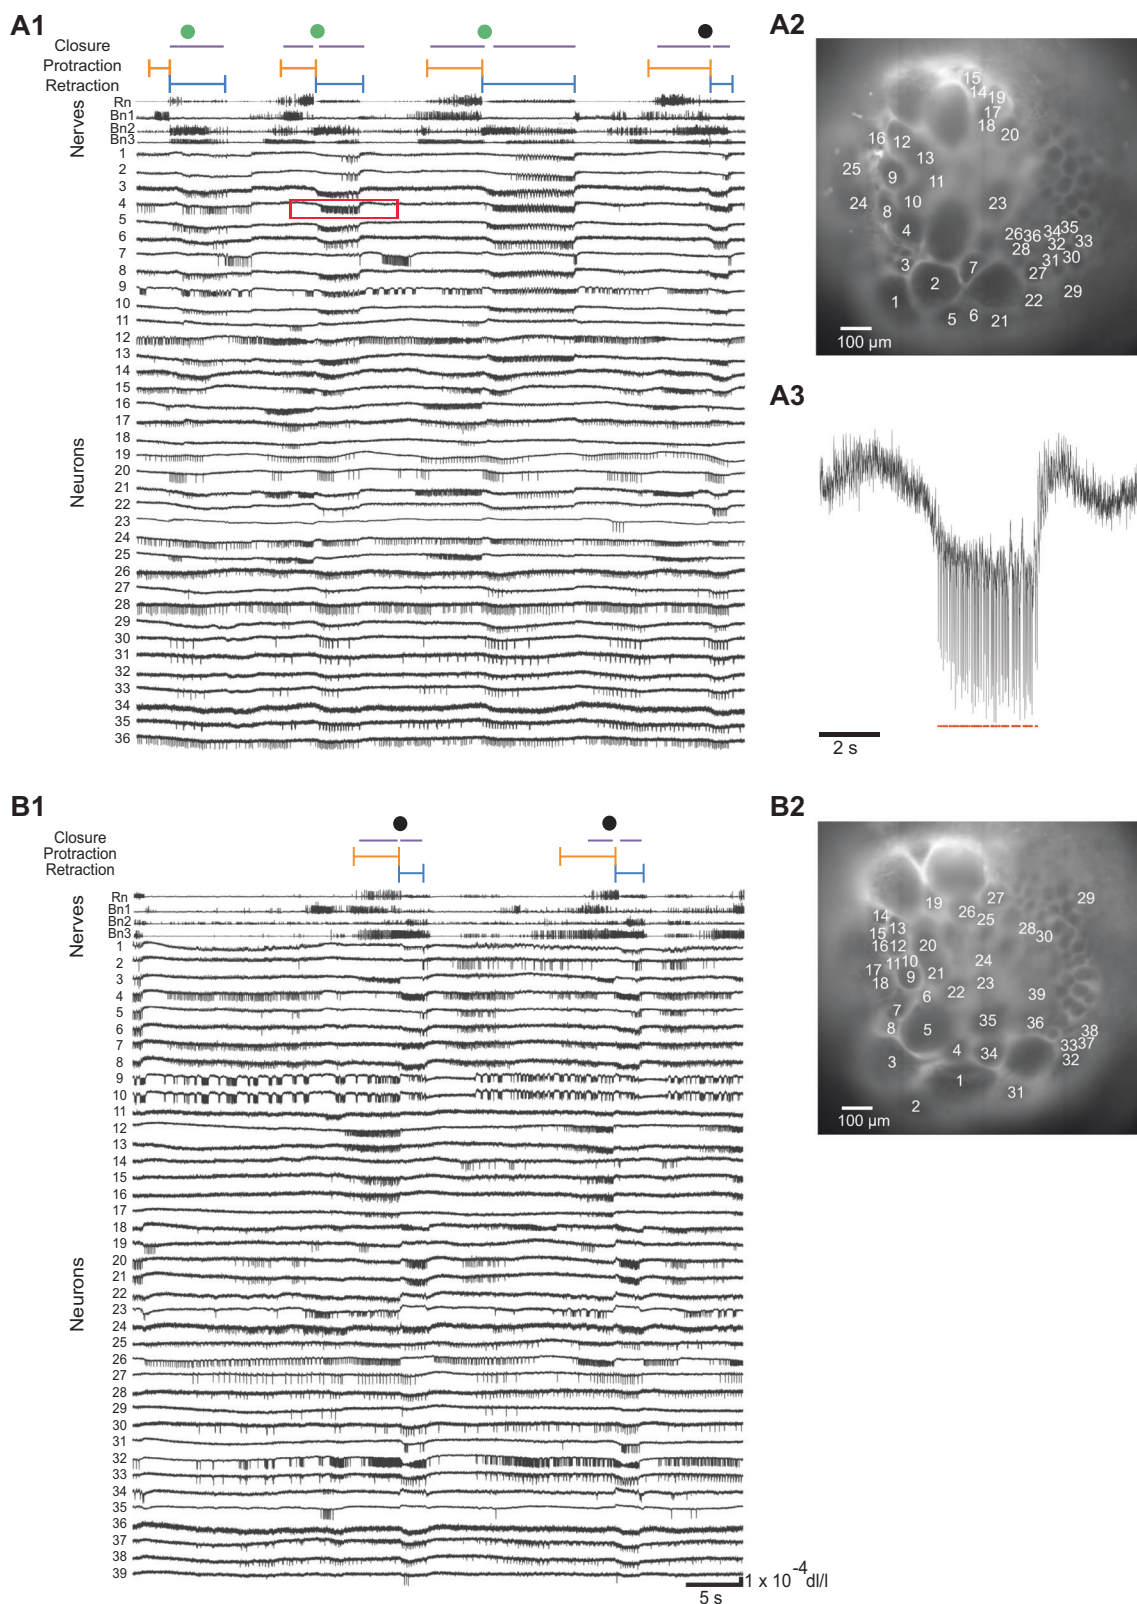 A1
Closure
Protraction
Retraction
Nerves
Rn
Bn1
Bn2
Bn3
Neurons
1
2
3
4
5
6
7
8
9
10
11
12
13
14
15
16
17
18
19
20
21
22
23
24
25
26
27
28
29
30
31
32
33
34
35
36
A2
15
14 19
17
18 20
16 12
13
25 9 11
24 10 23
8
4
26 36 34 35
28 32 33
31 30
3 7 27
2 29
1 22
5 6 21
100 µm
A3
2 s
B1
Closure
Protraction
Retraction
Nerves
Rn
Bn1
Bn2
Bn3
Neurons
1
2
3
4
5
6
7
8
9
10
11
12
13
14
15
16
17
18
19
20
21
22
23
24
25
26
27
28
29
30
31
32
33
34
35
36
37
38
39
1 x 10-4 dI/I
5 s
B2
27 29
19 26
14 25
15 13 28 30
16 12 20
17 11 10 24
18 9 21 23
6 22 39
7
8 5 35 36 38
33 37
3 4 34 32
1
31
2
100 µm